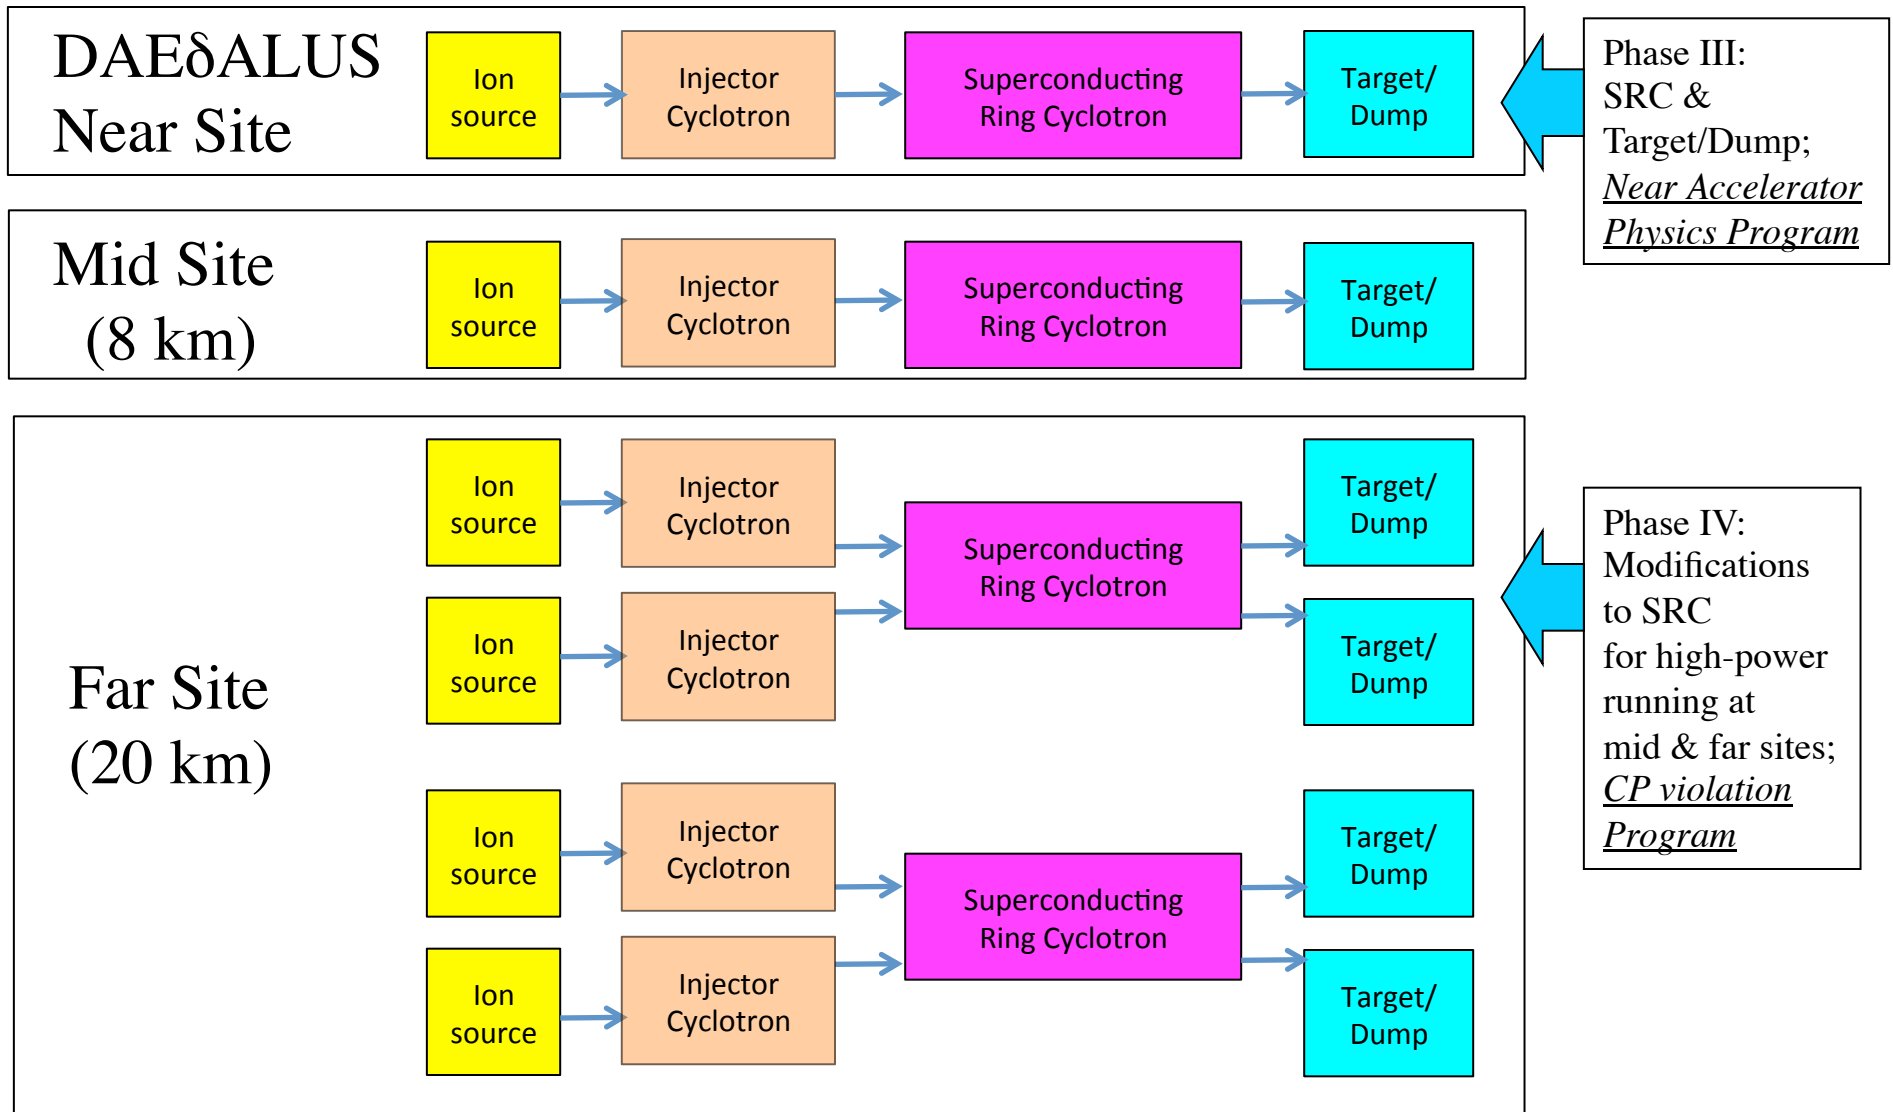 DAEδALUS
Near Site
Ion
source
Injector
Cyclotron
Superconducting
Ring Cyclotron
Target/
Dump
Phase III:
SRC &
Target/Dump;
Near Accelerator
Physics Program
Mid Site
(8 km)
Ion
source
Injector
Cyclotron
Superconducting
Ring Cyclotron
Target/
Dump
Far Site
(20 km)
Ion
source
Injector
Cyclotron
Ion
source
Injector
Cyclotron
Superconducting
Ring Cyclotron
Target/
Dump
Target/
Dump
Ion
source
Injector
Cyclotron
Ion
source
Injector
Cyclotron
Superconducting
Ring Cyclotron
Target/
Dump
Target/
Dump
Phase IV:
Modifications
to SRC
for high-power
running at
mid & far sites;
CP violation
Program